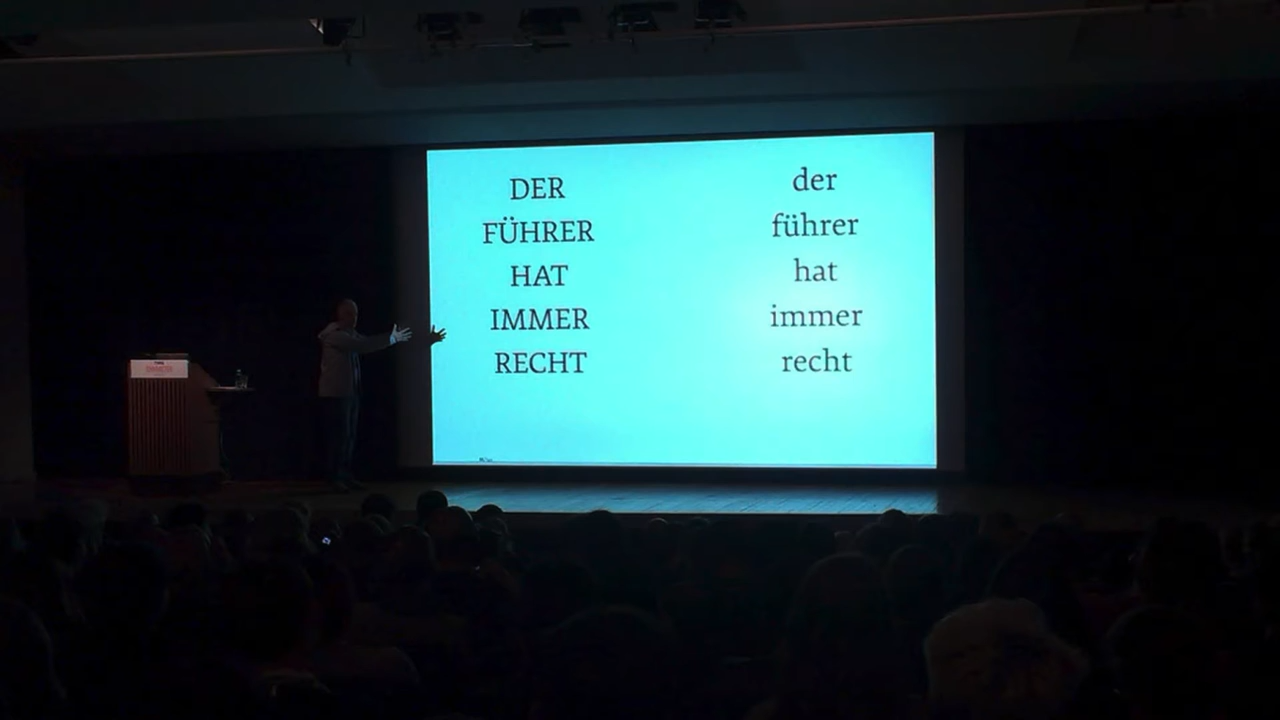 DER
FÜHRER
HAT
IMMER
RECHT
der
führer
hat
immer
recht